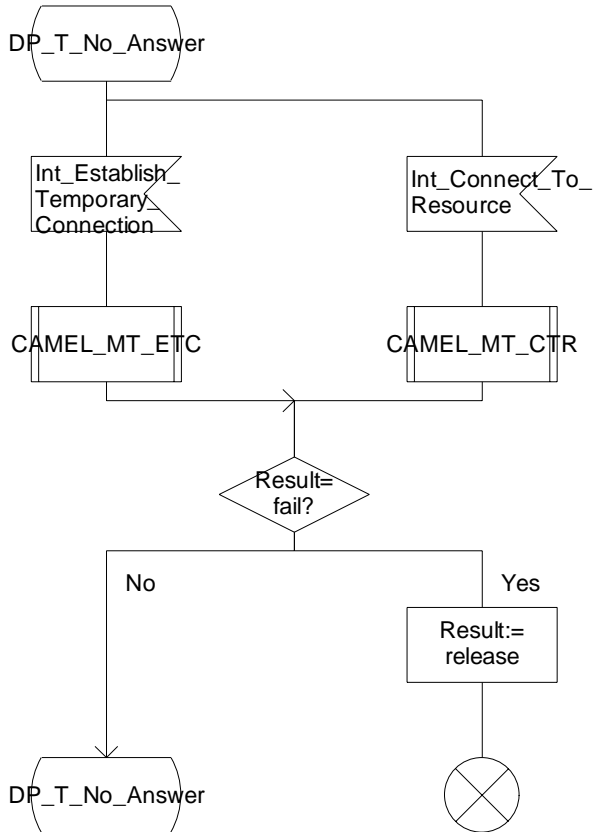 DP_T_No_Answer
Int_Establish_
Temporary_
Connection
Int_Connect_To_
Resource
CAMEL_MT_ETC
CAMEL_MT_CTR
Result=
fail?
No
Yes
Result:=
release
DP_T_No_Answer